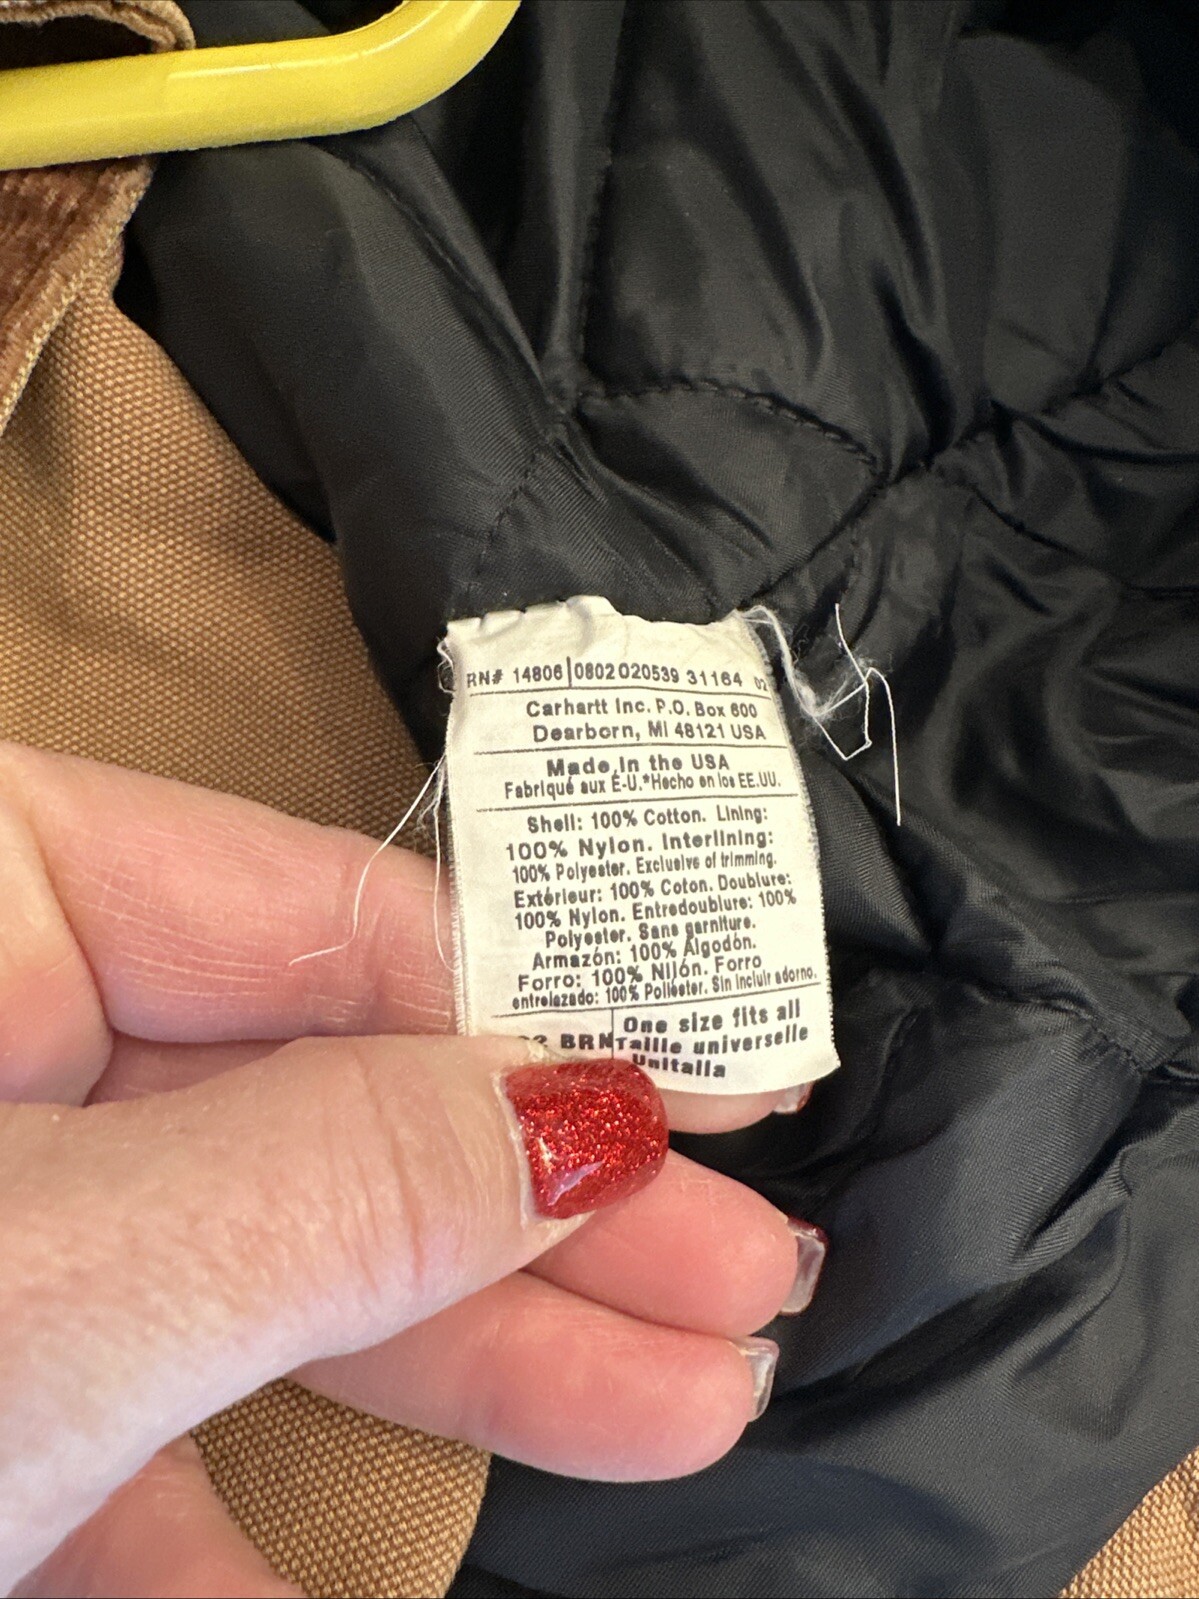 RN# 14806 0802 020539 31164 02
Carhartt Inc. P.O. Box 600
Dearborn, MI 48121 USA
Made In the USA
Fabriqué aux É-U.*Hecho en los EE.UU.
Shell: 100% Cotton. Lining:
100% Nylon. Interlining:
100% Polyester. Exclusive of trimming.
Extérieur: 100% Coton. Doublure:
100% Nylon. Entredoublure: 100%
Polyester. Sans garniture.
Armazón: 100% Algodón.
Forro: 100% Nilón. Forro
entrelazado: 100% Poliéster. Sin incluir adorno.
BRN
One size fits all
Taille universelle
Unitalla